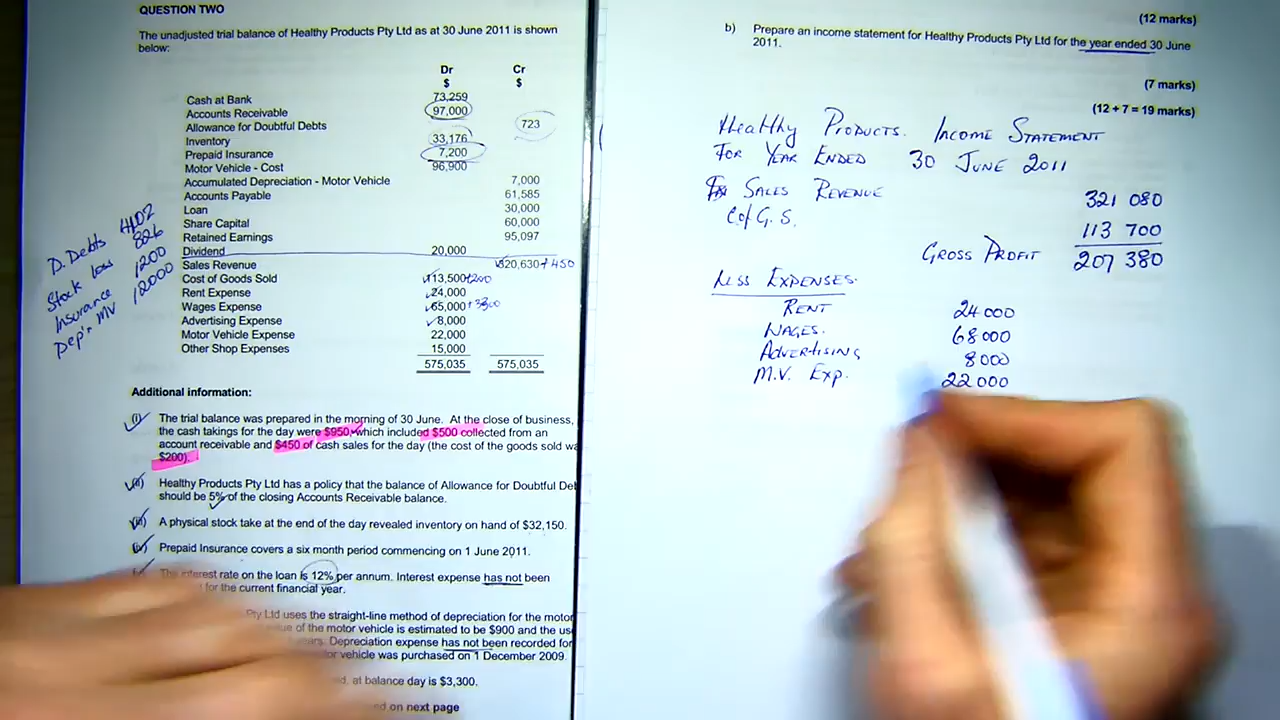 QUESTION TWO
The unadjusted trial balance of Healthy Products Pty Ltd as at 30 June 2011 is shown
below:
Dr Cr
$ $
Cash at Bank 73,259
Accounts Receivable 97,000
Allowance for Doubtful Debts 723
Inventory 33,176
Prepaid Insurance 7,200
Motor Vehicle - Cost 96,900
Accumulated Depreciation - Motor Vehicle 7,000
Accounts Payable 61,585
Loan 30,000
Share Capital 60,000
Retained Earnings 95,097
Dividend 20,000
Sales Revenue 320,630 + 450
Cost of Goods Sold 113,500 +200
Rent Expense 24,000
Wages Expense 65,000 + 3300
Advertising Expense 8,000
Motor Vehicle Expense 22,000
Other Shop Expenses 15,000
575,035 575,035
D. Debts 4102
Stock loss 826
Insurance 1200
Dep'n MV 12000
Additional information:
(i) The trial balance was prepared in the morning of 30 June. At the close of business,
the cash takings for the day were $950, which included $500 collected from an
account receivable and $450 of cash sales for the day (the cost of the goods sold
$200).
(ii) Healthy Products Pty Ltd has a policy that the balance of Allowance for Doubtful
should be 5% of the closing Accounts Receivable balance.
(iii) A physical stock take at the end of the day revealed inventory on hand of $32,150.
(iv) Prepaid Insurance covers a six month period commencing on 1 June 2011.
The interest rate on the loan is 12% per annum. Interest expense has not been
for the current financial year.
Pty Ltd uses the straight-line method of depreciation for the motor
of the motor vehicle is estimated to be $900 and the
Depreciation expense has not been recorded for
vehicle was purchased on 1 December 2009.
at balance day is $3,300.
on next page
(12 marks)
b) Prepare an income statement for Healthy Products Pty Ltd for the year ended 30 June
2011.
(7 marks)
(12 + 7 = 19 marks)
Healthy Products. Income Statement
For Year Ended 30 June 2011
Sales Revenue 321 080
C of G.S. 113 700
Gross Profit 207 380
Less Expenses.
Rent 24000
Wages. 68000
Advertising 8000
M.V. Exp. 22000